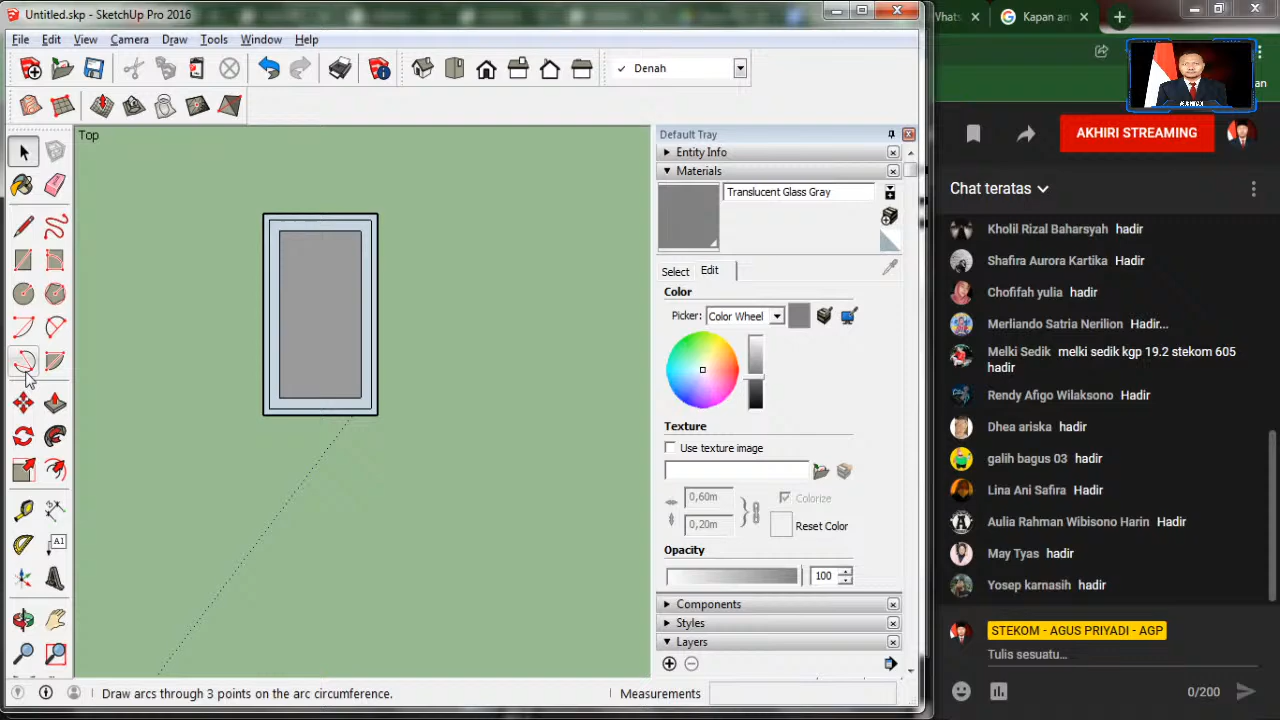 Untitled.skp - SketchUp Pro 2016
File Edit View Camera Draw Tools Window Help
✓ Denah
Top
A1
Default Tray
Entity Info
Materials
Translucent Glass Gray
Select Edit
Color
Picker: Color Wheel
Texture
Use texture image
0,60m
Colorize
0,20m
Reset Color
Opacity
100
Components
Styles
Layers
Draw arcs through 3 points on the arc circumference.
Measurements
Whats
Kapan an
an
AKHIRI STREAMING
Chat teratas
Kholil Rizal Baharsyah hadir
Shafira Aurora Kartika Hadir
Chofifah yulia hadir
Merliando Satria Nerilion Hadir...
Melki Sedik melki sedik kgp 19.2 stekom 605
hadir
Rendy Afigo Wilaksono Hadir
Dhea ariska hadir
galih bagus 03 hadir
Lina Ani Safira Hadir
Aulia Rahman Wibisono Harin Hadir
May Tyas hadir
Yosep karnasih hadir
STEKOM - AGUS PRIYADI - AGP
Tulis sesuatu...
0/200